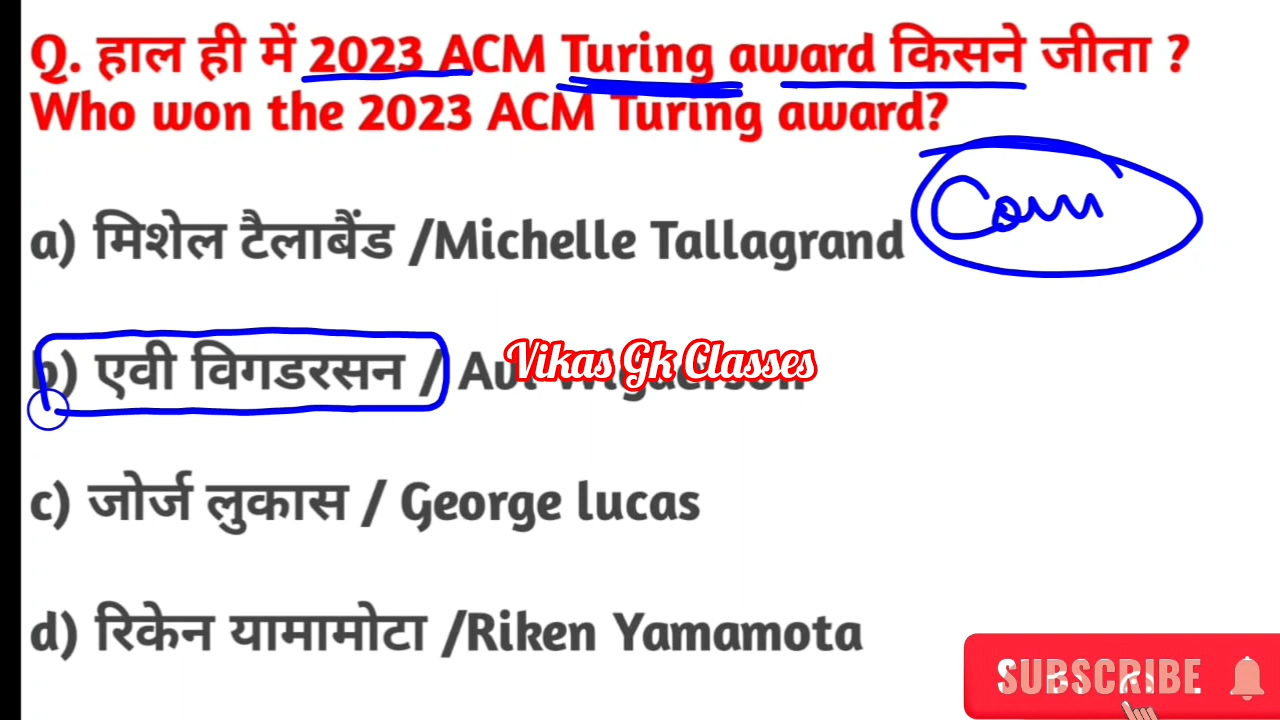 Q. हाल ही में 2023 ACM Turing award किसने जीता ?
Who won the 2023 ACM Turing award?
Com
a) मिशेल टैलाबैंड /Michelle Tallagrand
b) एवी विगडरसन /
Vikas Gk Classes
c) जोर्ज लुकास / George lucas
d) रिकेन यामामोटा /Riken Yamamota
SUBSCRIBE